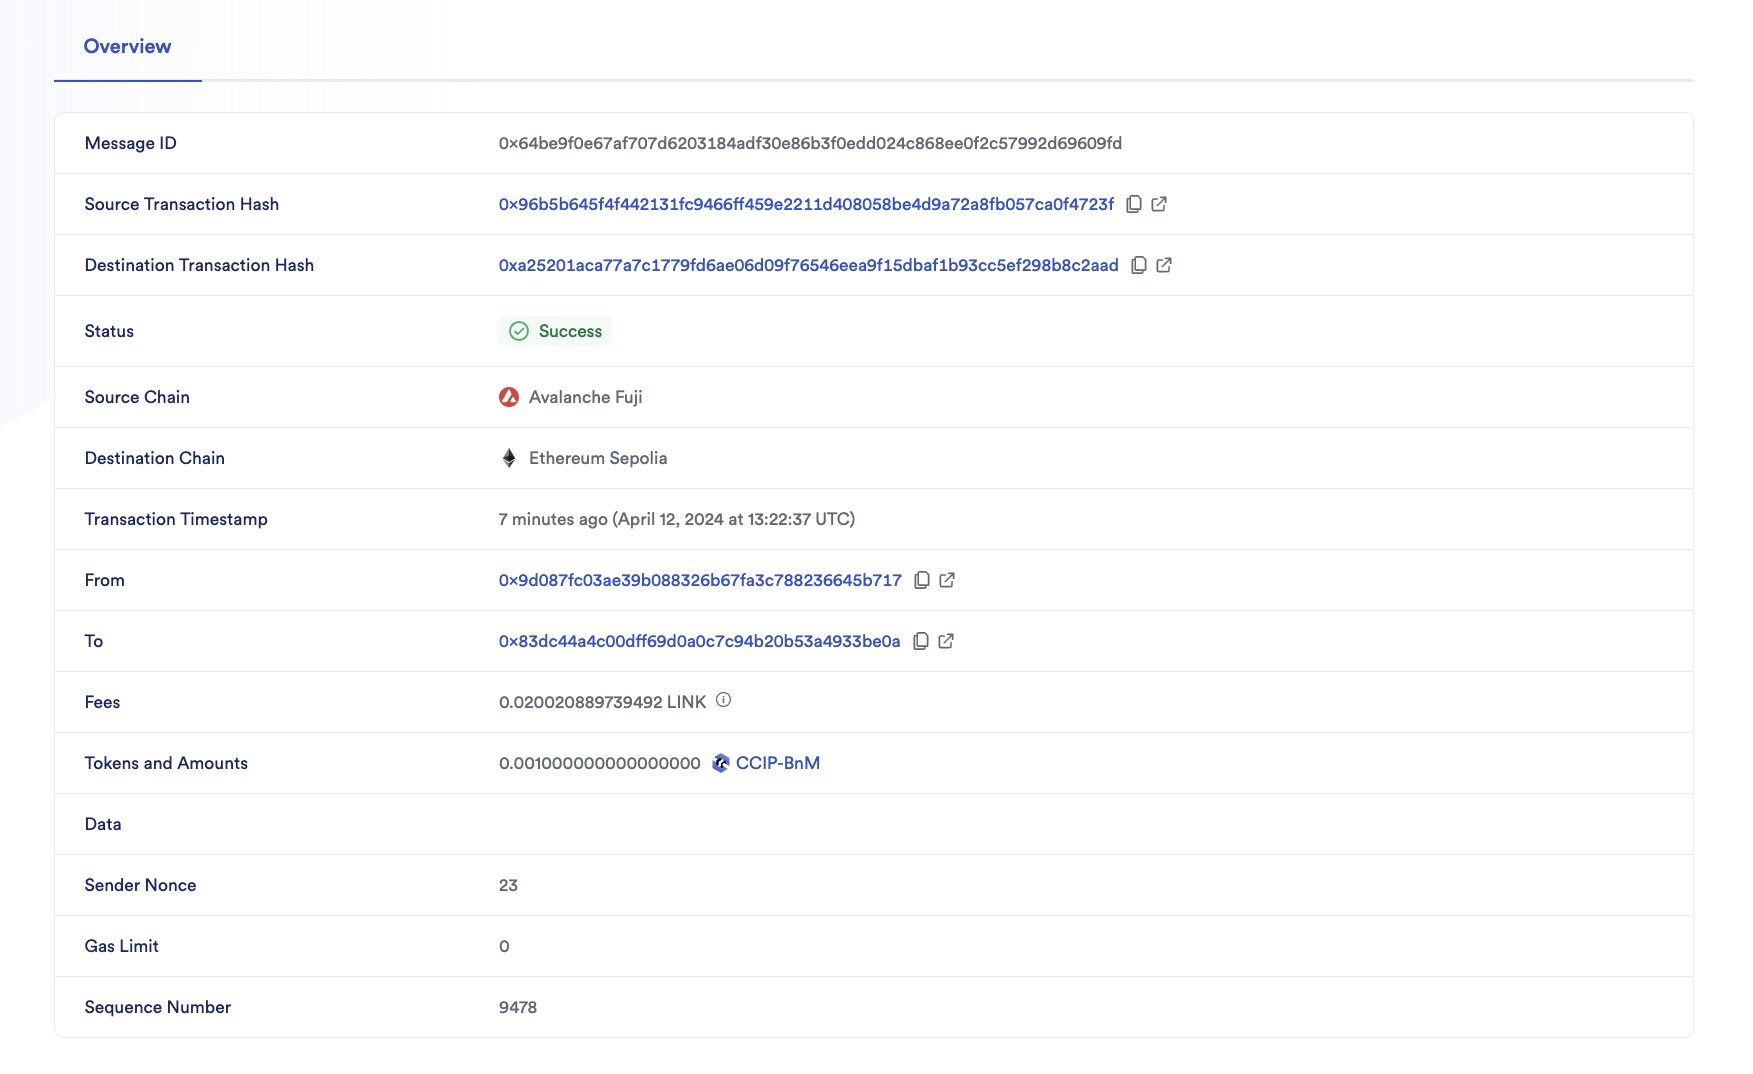 Overview
Message ID 0x64be9f0e67af707d6203184adf30e86b3f0edd024c868ee0f2c57992d69609fd
Source Transaction Hash 0x96b5b645f4f442131fc9466ff459e2211d408058be4d9a72a8fb057ca0f4723f
Destination Transaction Hash 0xa25201aca77a7c1779fd6ae06d09f76546eea9f15dbaf1b93cc5ef298b8c2aad
Status Success
Source Chain Avalanche Fuji
Destination Chain Ethereum Sepolia
Transaction Timestamp 7 minutes ago (April 12, 2024 at 13:22:37 UTC)
From 0x9d087fc03ae39b088326b67fa3c788236645b717
To 0x83dc44a4c00dff69d0a0c7c94b20b53a4933be0a
Fees 0.020020889739492 LINK
Tokens and Amounts 0.001000000000000000 CCIP-BnM
Data
Sender Nonce 23
Gas Limit 0
Sequence Number 9478